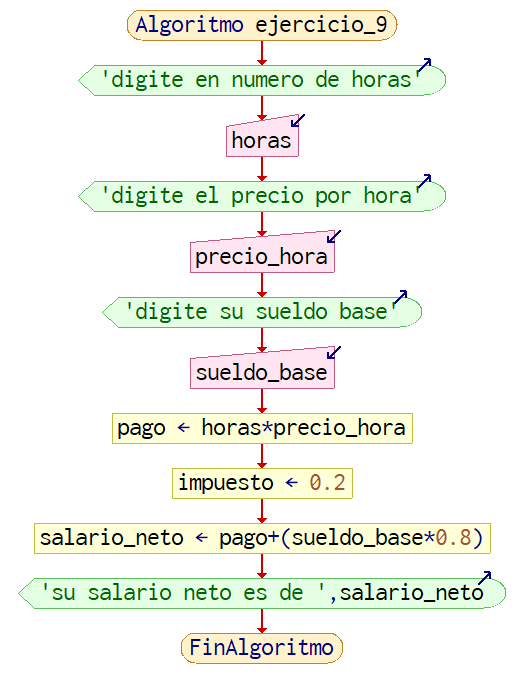 Algoritmo ejercicio_9
'digite en numero de horas'
horas
'digite el precio por hora'
precio_hora
'digite su sueldo base'
sueldo_base
pago ← horas*precio_hora
impuesto ← 0.2
salario_neto ← pago+(sueldo_base*0.8)
'su salario neto es de ',salario_neto
FinAlgoritmo